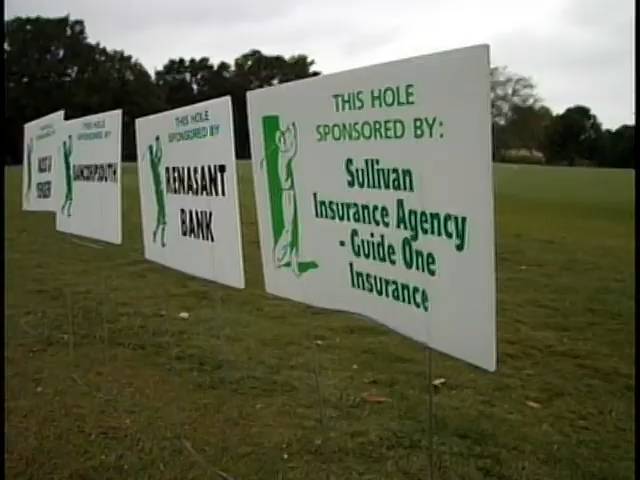 THIS HOLE
SPONSORED BY:
Sullivan
Insurance Agency
- Guide One
Insurance
THIS HOLE
SPONSORED BY
RENASANT
BANK
THIS HOLE
SPONSORED BY
BANCORPSOUTH